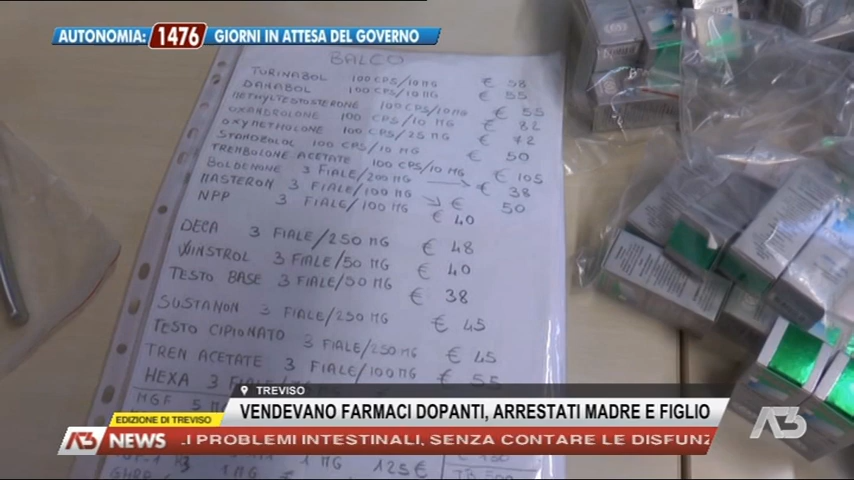 AUTONOMIA: 1476 GIORNI IN ATTESA DEL GOVERNO
BALCO
TURINABOL 100 CPS/10 MG € 58
DANABOL 100 CPS/10 MG € 55
METHYLTESTOSTERONE 100 CPS/10MG € 55
OXANDROLONE 100 CPS/10 MG € 82
OXYMETHOLONE 100 CPS/25 MG € 72
STANOZOLOL 100 CPS/10 MG € 50
TRENBOLONE ACETATE 100 CPS/10 MG € 105
BOLDENONE 3 FIALE/200 MG → € 38
MASTERON 3 FIALE/100 MG → € 50
NPP 3 FIALE/100 MG € 40
DECA 3 FIALE/250 MG € 48
WINSTROL 3 FIALE/50 MG € 40
TESTO BASE 3 FIALE/50 MG € 38
SUSTANON 3 FIALE/250 MG € 45
TESTO CIPIONATO 3 FIALE/250 MG € 45
TREN ACETATE 3 FIALE/100 MG € 55
HEXA 3 FIALE
MGF 5 M
1 MG 125€
1 MG
TREVISO
EDIZIONE DI TREVISO
VENDEVANO FARMACI DOPANTI, ARRESTATI MADRE E FIGLIO
A3 NEWS
I PROBLEMI INTESTINALI, SENZA CONTARE LE DISFUNZ
A3